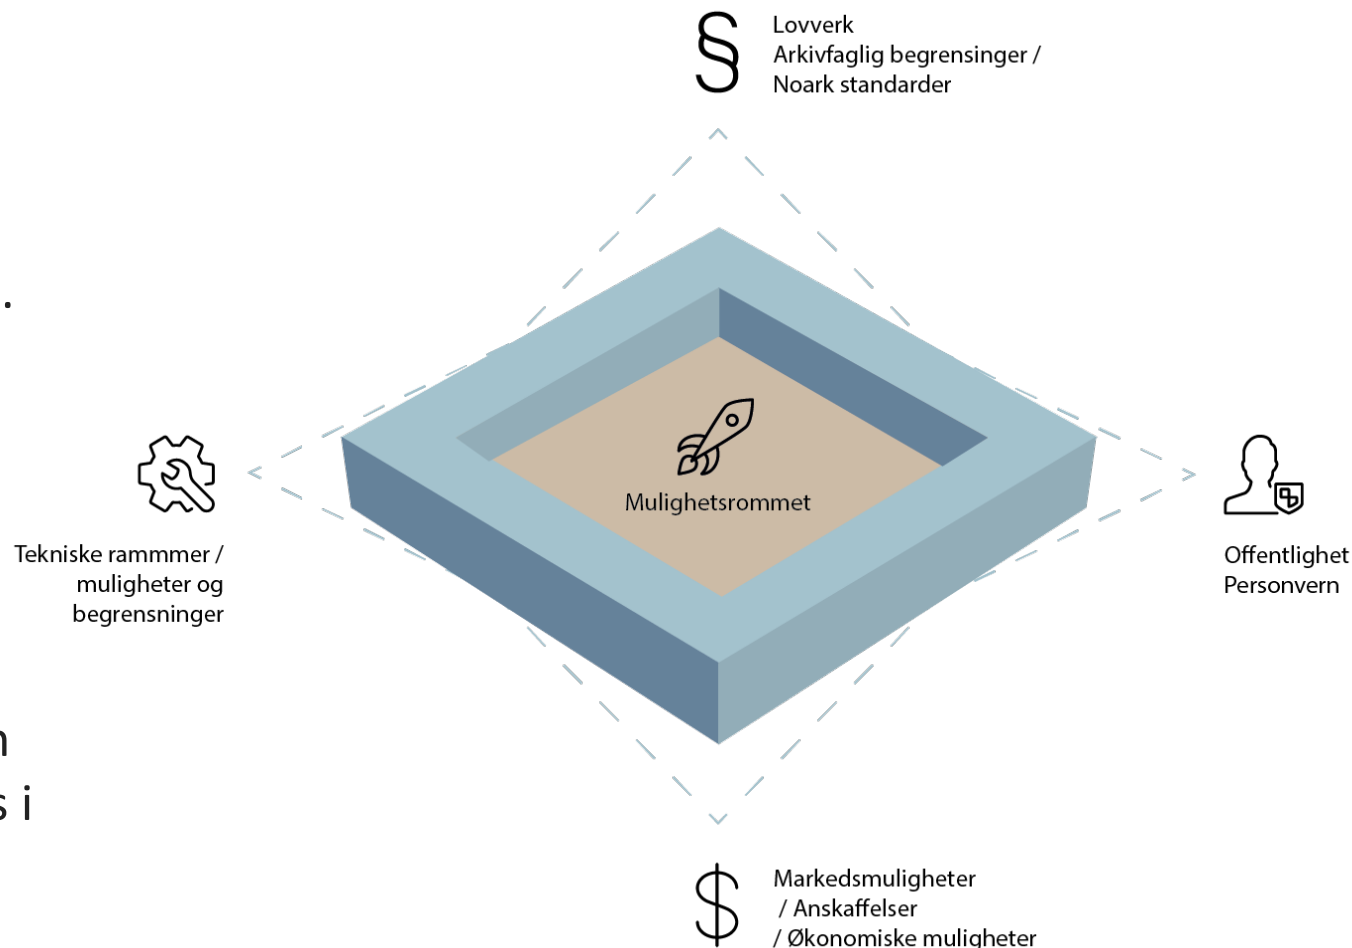 Lovverk
Arkivfaglig begrensinger /
Noark standarder
.
Mulighetsrommet
Tekniske rammmer /
muligheter og
begrensninger
Offentlighet
Personvern
s i
Markedsmuligheter
/ Anskaffelser
/ Økonomiske muligheter